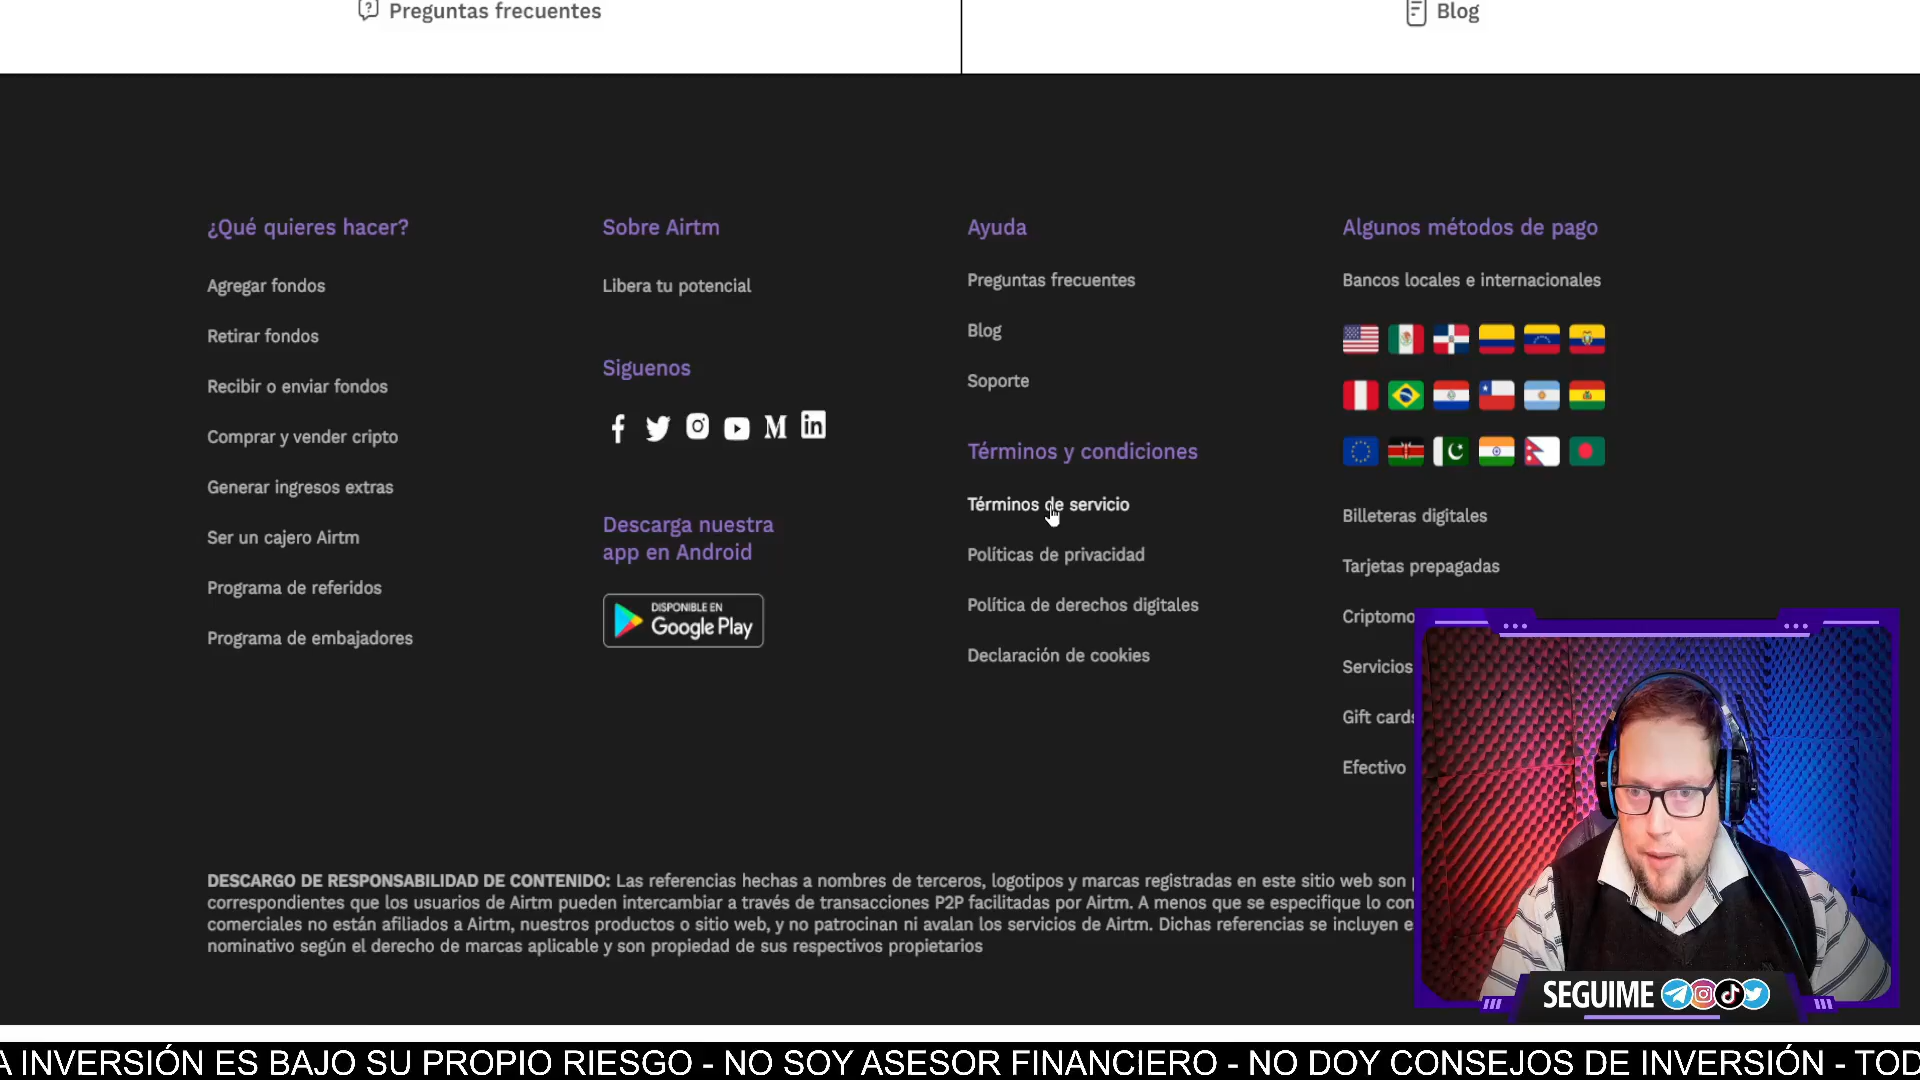 Preguntas frecuentes
Blog
¿Qué quieres hacer?
Agregar fondos
Retirar fondos
Recibir o enviar fondos
Comprar y vender cripto
Generar ingresos extras
Ser un cajero Airtm
Programa de referidos
Programa de embajadores
Sobre Airtm
Libera tu potencial
Siguenos
Descarga nuestra
app en Android
DISPONIBLE EN
Google Play
Ayuda
Preguntas frecuentes
Blog
Soporte
Términos y condiciones
Términos de servicio
Políticas de privacidad
Política de derechos digitales
Declaración de cookies
Algunos métodos de pago
Bancos locales e internacionales
Billeteras digitales
Tarjetas prepagadas
Criptomo
Servicios
Gift cards
Efectivo
DESCARGO DE RESPONSABILIDAD DE CONTENIDO: Las referencias hechas a nombres de terceros, logotipos y marcas registradas en este sitio web son
correspondientes que los usuarios de Airtm pueden intercambiar a través de transacciones P2P facilitadas por Airtm. A menos que se especifique lo con
comerciales no están afiliados a Airtm, nuestros productos o sitio web, y no patrocinan ni avalan los servicios de Airtm. Dichas referencias se incluyen e
nominativo según el derecho de marcas aplicable y son propiedad de sus respectivos propietarios
SEGUIME
A INVERSIÓN ES BAJO SU PROPIO RIESGO - NO SOY ASESOR FINANCIERO - NO DOY CONSEJOS DE INVERSIÓN - TOD